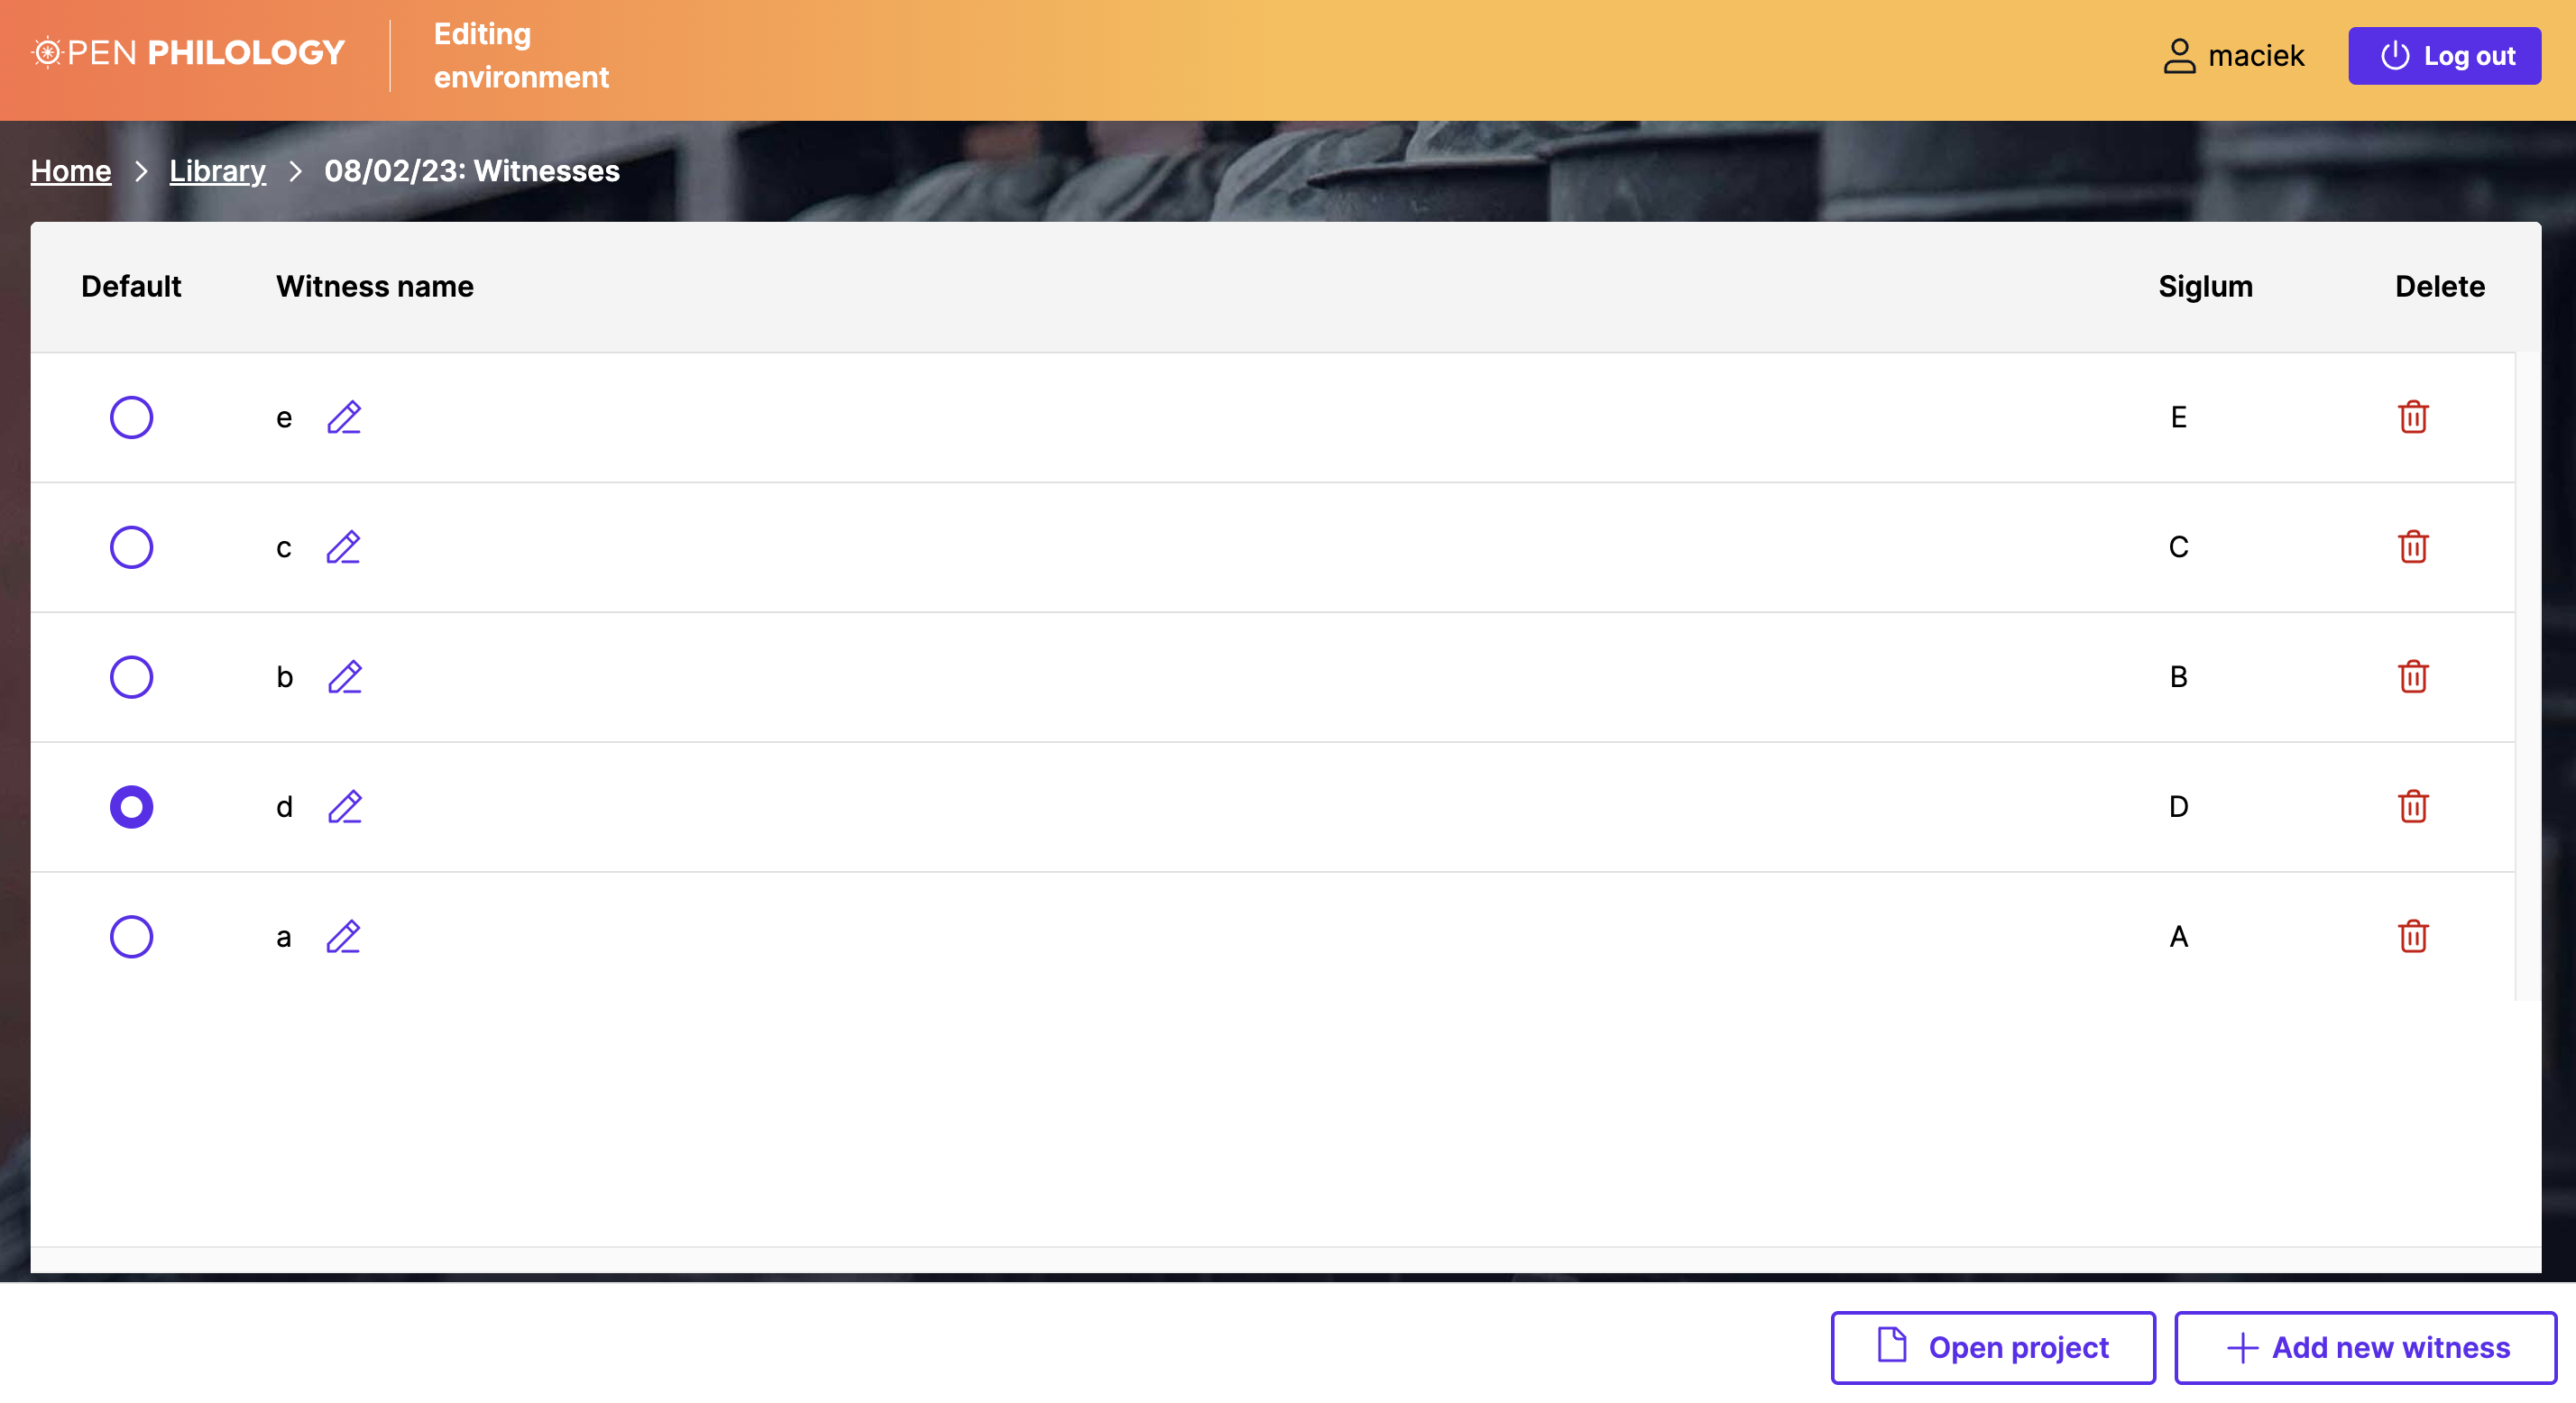 OPEN PHILOLOGY
Editing
environment
maciek
Log out
Home > Library > 08/02/23: Witnesses
Default Witness name Siglum Delete
e E
c C
b B
d D
a A
Open project
Add new witness